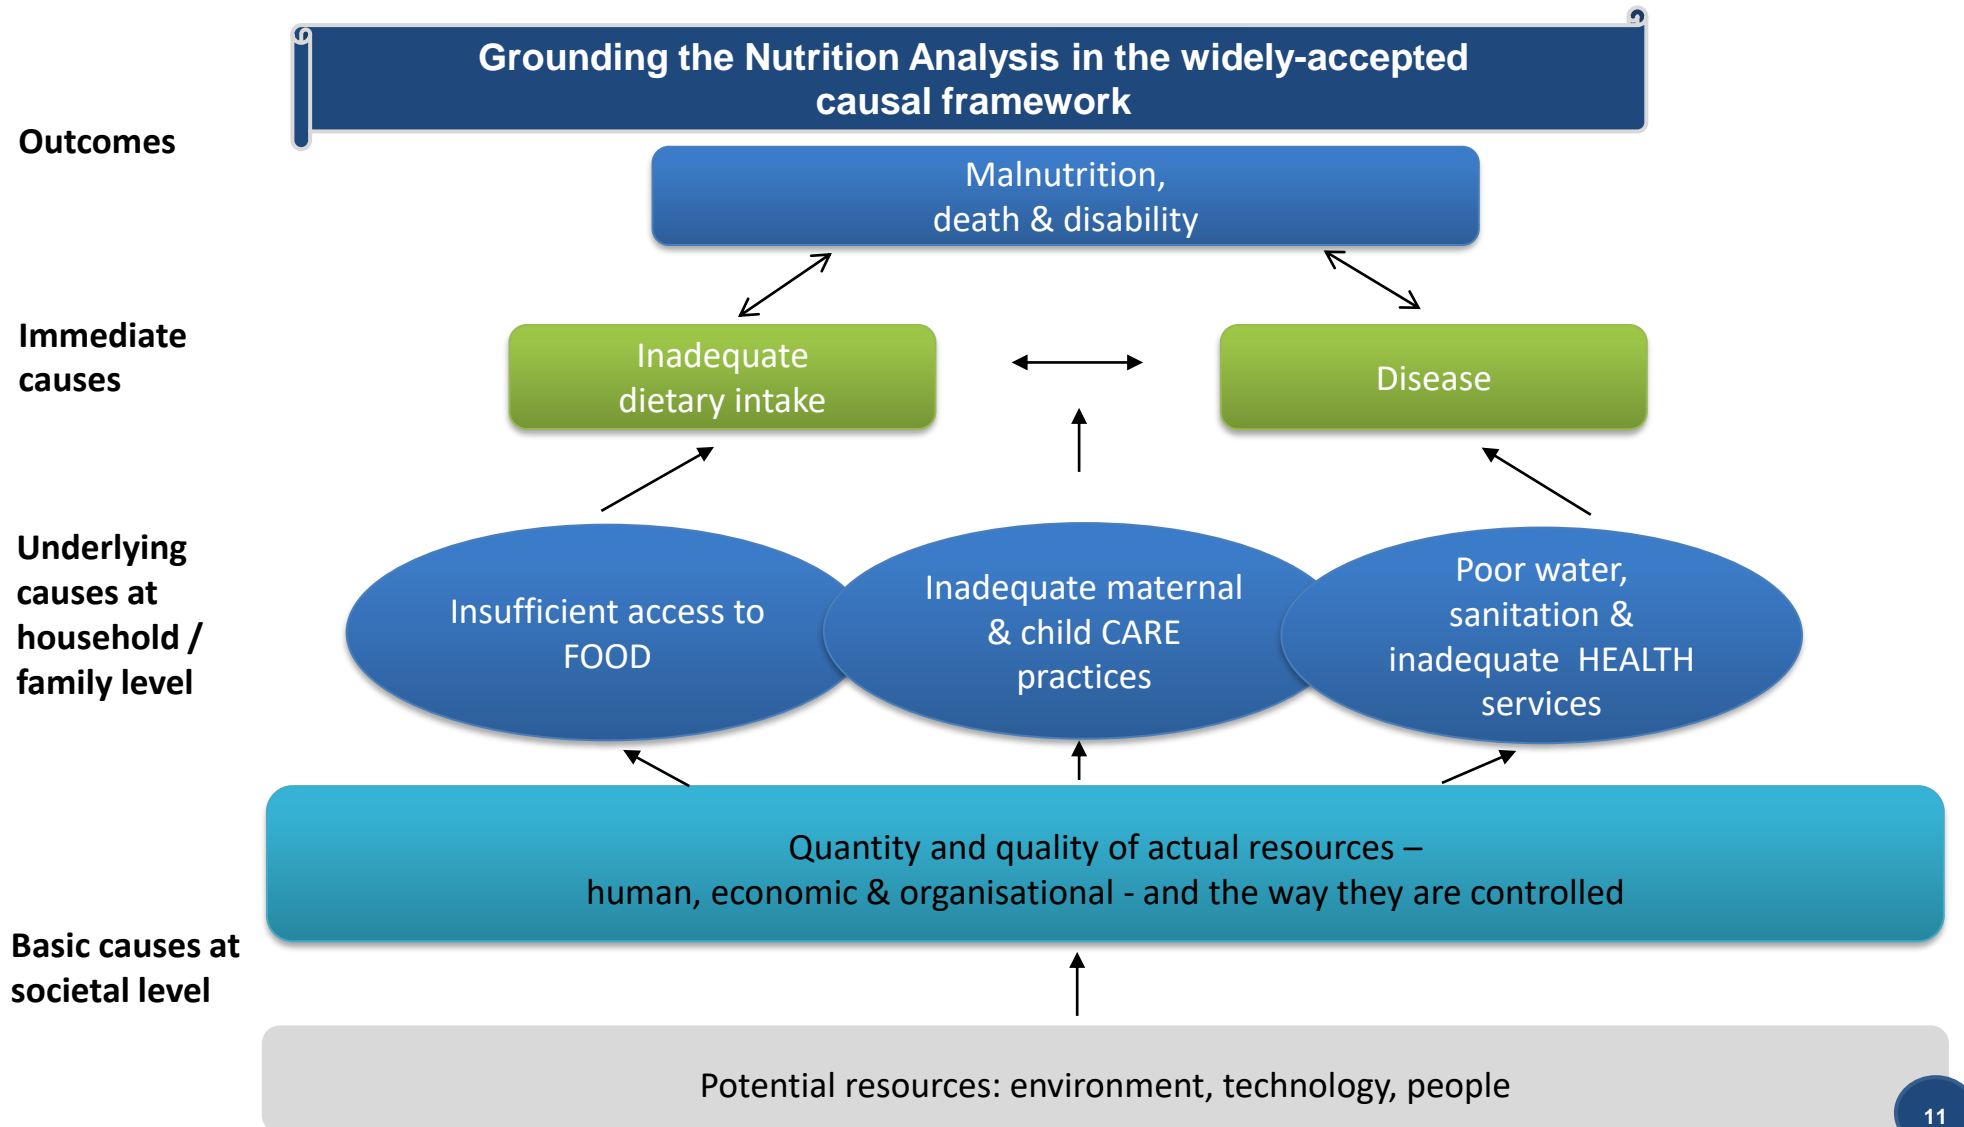 Grounding the Nutrition Analysis in the widely-accepted
causal framework
Outcomes
Malnutrition,
death & disability
Immediate
causes
Inadequate
dietary intake
Disease
Underlying
causes at
household /
family level
Insufficient access to
FOOD
Inadequate maternal
& child CARE
practices
Poor water,
sanitation &
inadequate HEALTH
services
Quantity and quality of actual resources –
human, economic & organisational - and the way they are controlled
Basic causes at
societal level
Potential resources: environment, technology, people
11